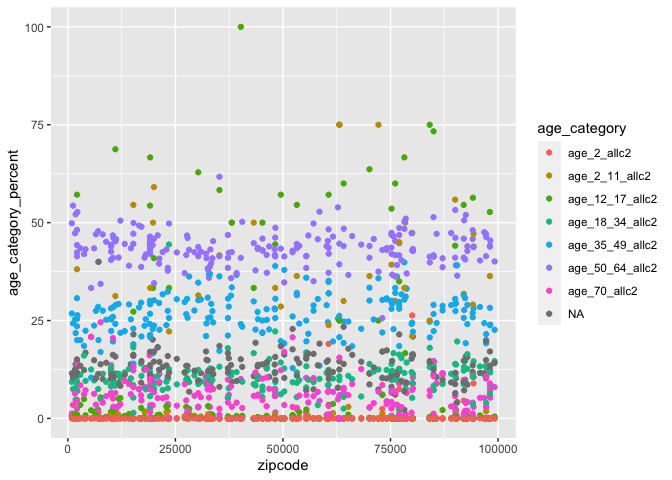 100
75
50
25
0
age_category_percent
0
25000
50000
75000
100000
zipcode
age_category
age_2_allc2
age_2_11_allc2
age_12_17_allc2
age_18_34_allc2
age_35_49_allc2
age_50_64_allc2
age_70_allc2
NA